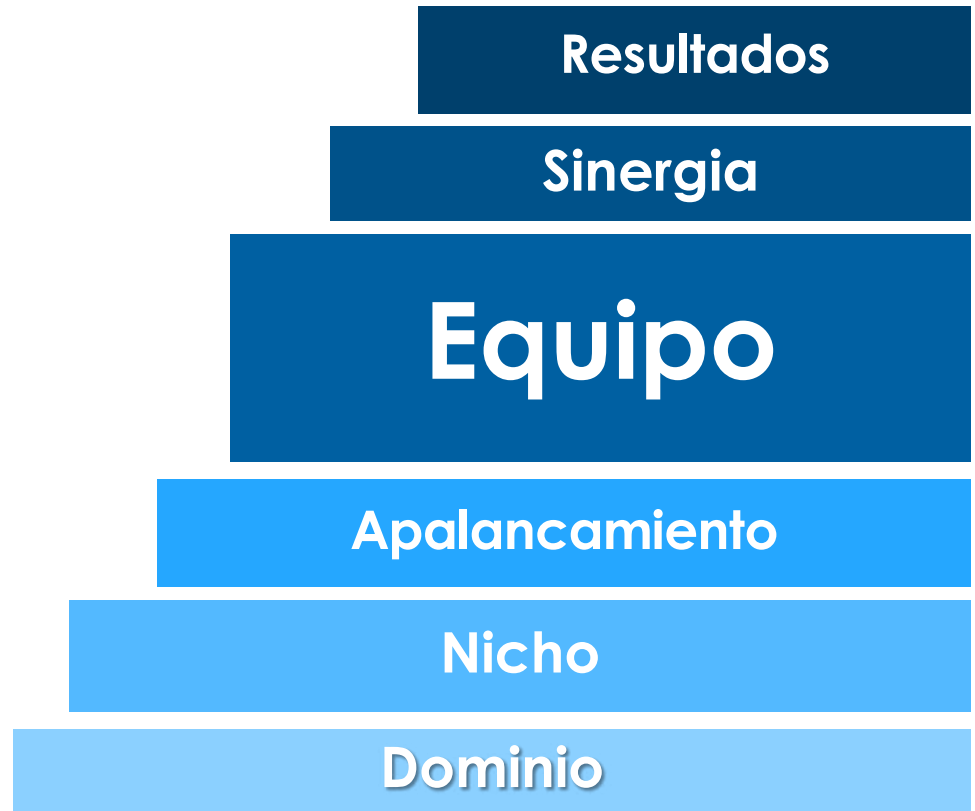 Resultados
Sinergia
Equipo
Apalancamiento
Nicho
Dominio